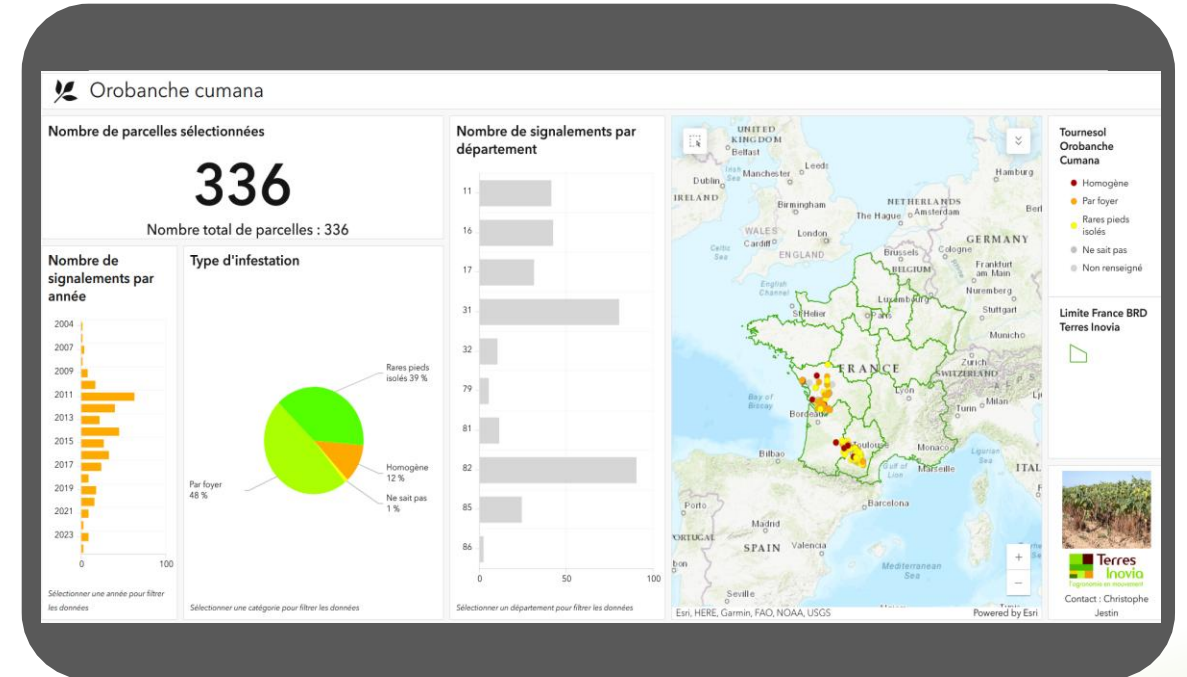 Orobanche cumana
Nombre de parcelles sélectionnées
336
Nombre total de parcelles : 336
Nombre de
signalements par
année
2004
2007
2009
2011
2013
2015
2017
2019
2021
2023
0
100
Sélectionner une année pour filtrer
les données
Type d'infestation
Rares pieds
isolés 39 %
Homogène
12 %
Ne sait pas
1 %
Par foyer
48 %
Sélectionner une catégorie pour filtrer les données
Nombre de signalements par
département
11
16
17
31
32
79
81
82
85
86
0
50
100
Sélectionner un département pour filtrer les données
UNITED
KINGDOM
Belfast
Leeds
Irish
Sea
Manchester
Dublin
Hamburg
IRELAND
Birmingham
NETHERLANDS
Amsterdam
The Hague
Berl
WALES
London
Cardiff
ENGLAND
Celtic
Sea
GERMANY
Brussels
Cologne
BELGIUM
Frankfurt
am Main
English
Channel
Luxembourg
Nuremberg
St Helier
Paris
Stuttgart
Munich
Zurich
FRANCE
SWITZERLAND
Lyon
A L P S
Bay of
Biscay
Milan
Turin
Lj
Bordeaux
Toulouse
Monaco
Bilbao
Ligurian
Sea
Gulf of
Lion
Marseille
ITAL
Porto
Barcelona
Madrid
PORTUGAL
SPAIN
Valencia
bon
Mediterranean
Sea
Seville
+
−
Esri, HERE, Garmin, FAO, NOAA, USGS
Powered by Esri
Tournesol
Orobanche
Cumana
Homogène
Par foyer
Rares pieds
isolés
Ne sait pas
Non renseigné
Limite France BRD
Terres Inovia
Terres
Inovia
l'agronomie en mouvement
Contact : Christophe
Jestin